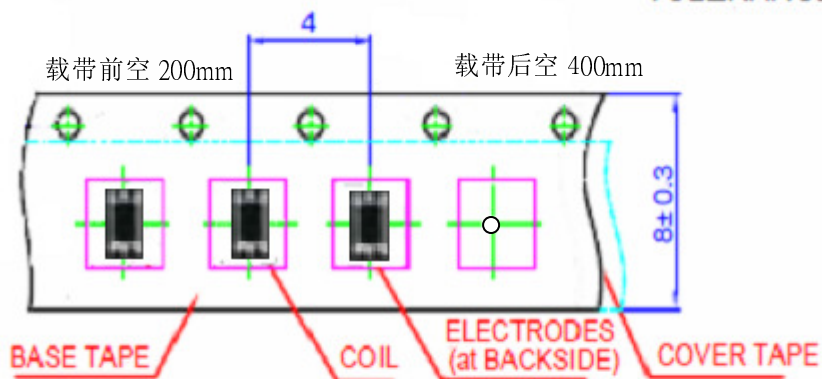 4
载带前空 200mm
载带后空 400mm
8± 0.3
BASE TAPE
COIL
ELECTRODES
(at BACKSIDE)
COVER TAPE